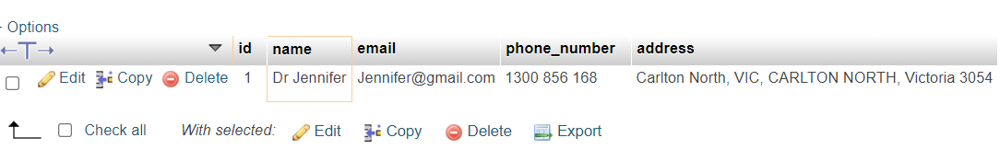 Options
←T→ id name email phone_number address
Edit Copy Delete 1 Dr Jennifer Jennifer@gmail.com 1300 856 168 Carlton North, VIC, CARLTON NORTH, Victoria 3054
Check all With selected: Edit Copy Delete Export